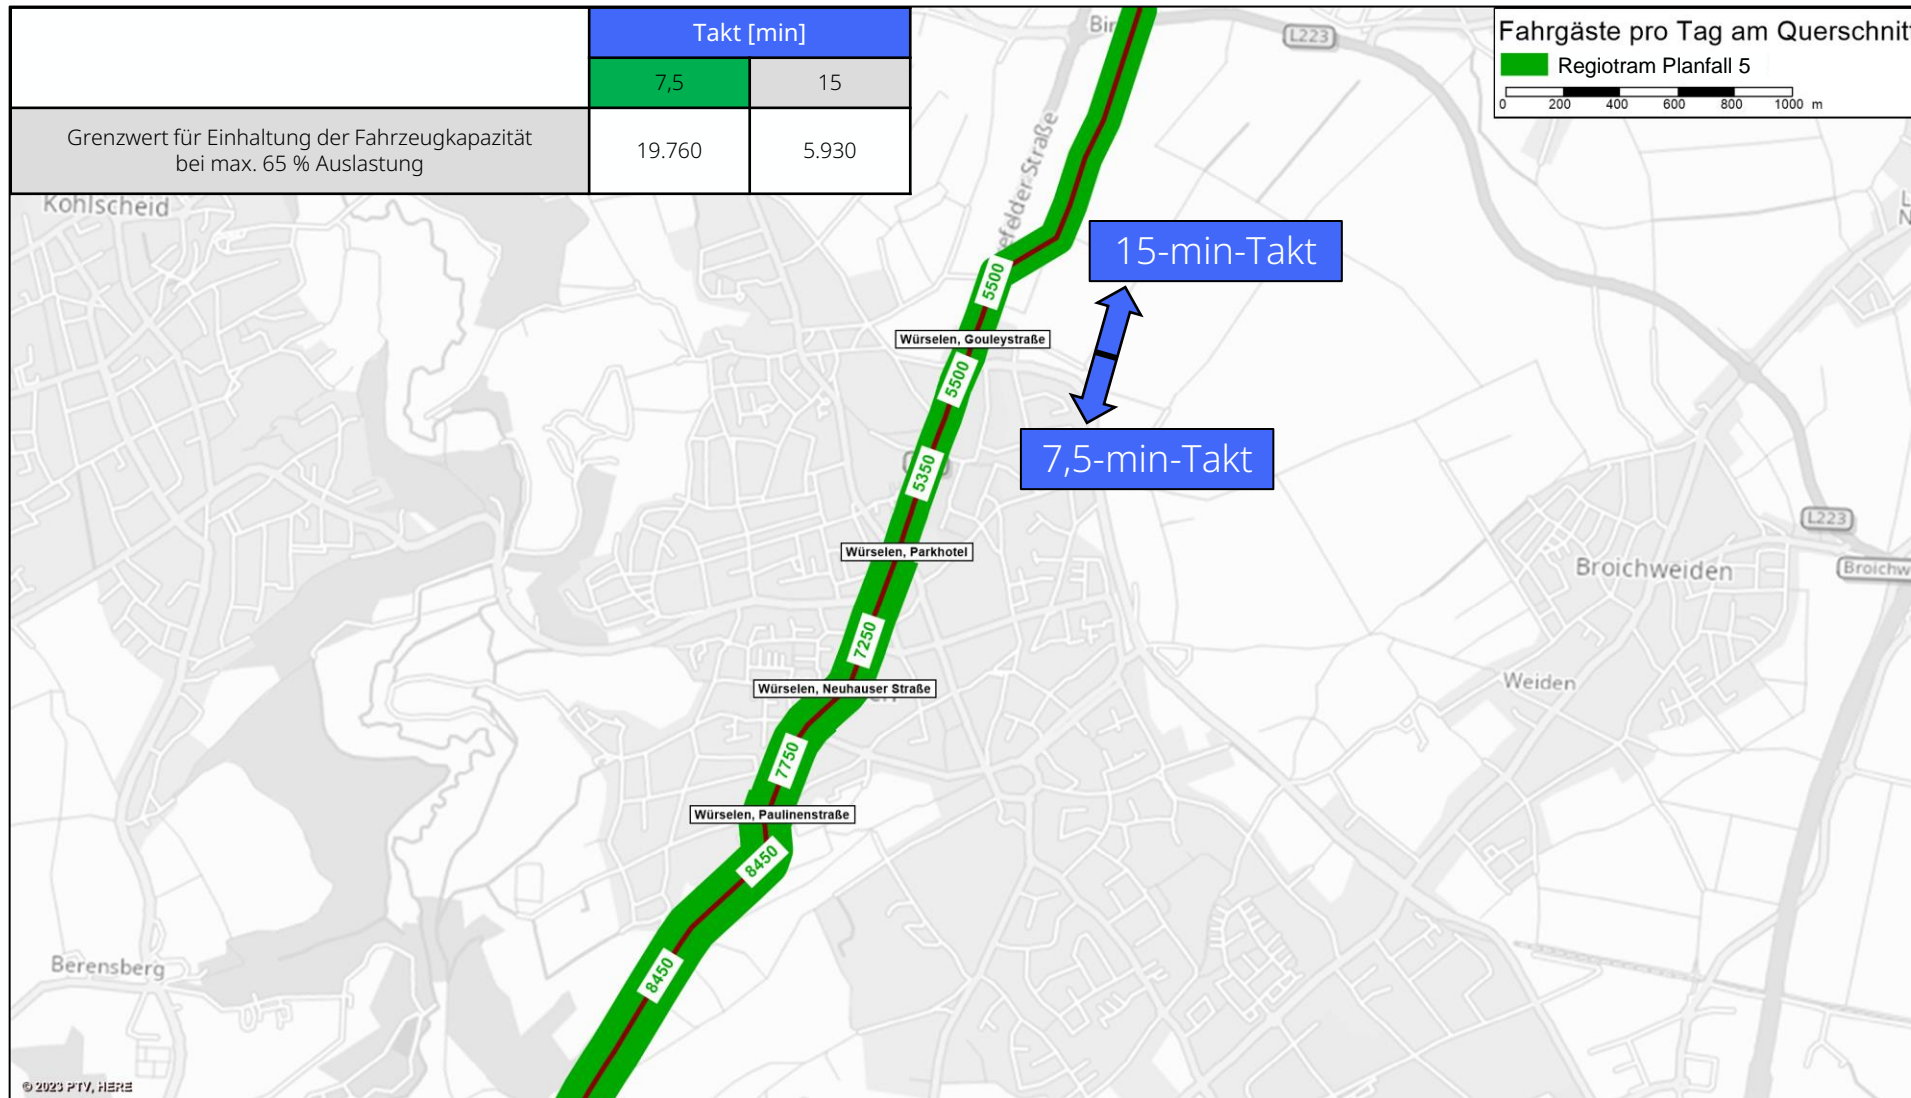 Takt [min]
7,5
15
Grenzwert für Einhaltung der Fahrzeugkapazität
bei max. 65 % Auslastung
19.760
5.930
Fahrgäste pro Tag am Querschnitt
Regiotram Planfall 5
0 200 400 600 800 1000 m
L223
Kohlscheid
15-min-Takt
5500
Würselen, Gouleystraße
5500
7,5-min-Takt
5350
L223
Würselen, Parkhotel
Broichweiden
Broichw
7250
Weiden
Würselen, Neuhauser Straße
7750
Würselen, Paulinenstraße
8450
8450
Berensberg
© 2023 PTV, HERE